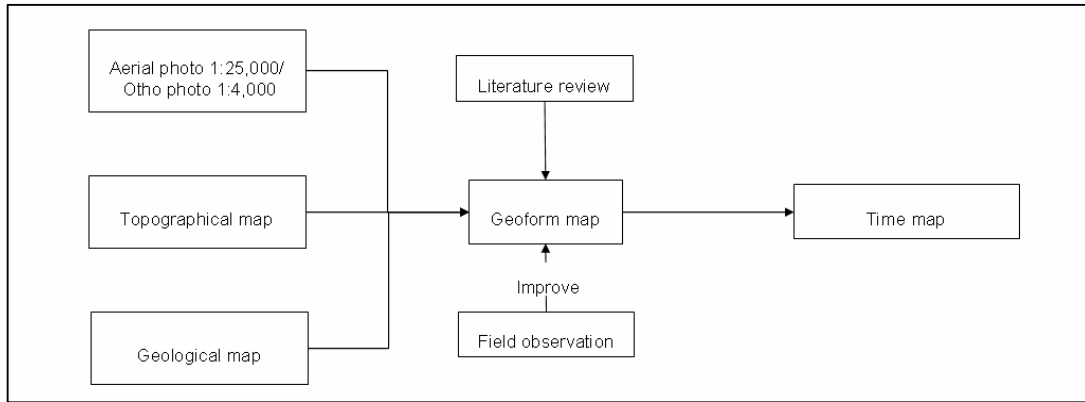 Aerial photo 1:25,000/
Otho photo 1:4,000
Literature review
Topographical map
Geoform map
Time map
Improve
Geological map
Field observation